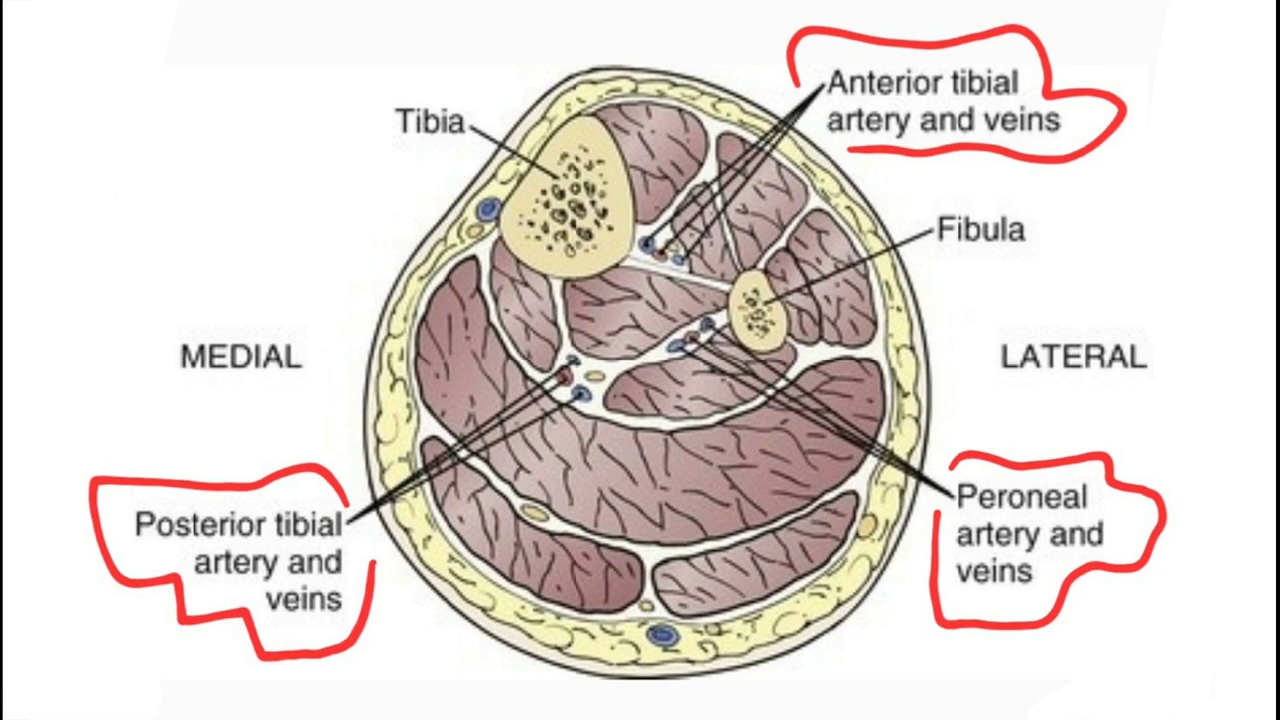 Anterior tibial
artery and veins
Tibia
Fibula
MEDIAL
LATERAL
Posterior tibial
artery and
veins
Peroneal
artery and
veins